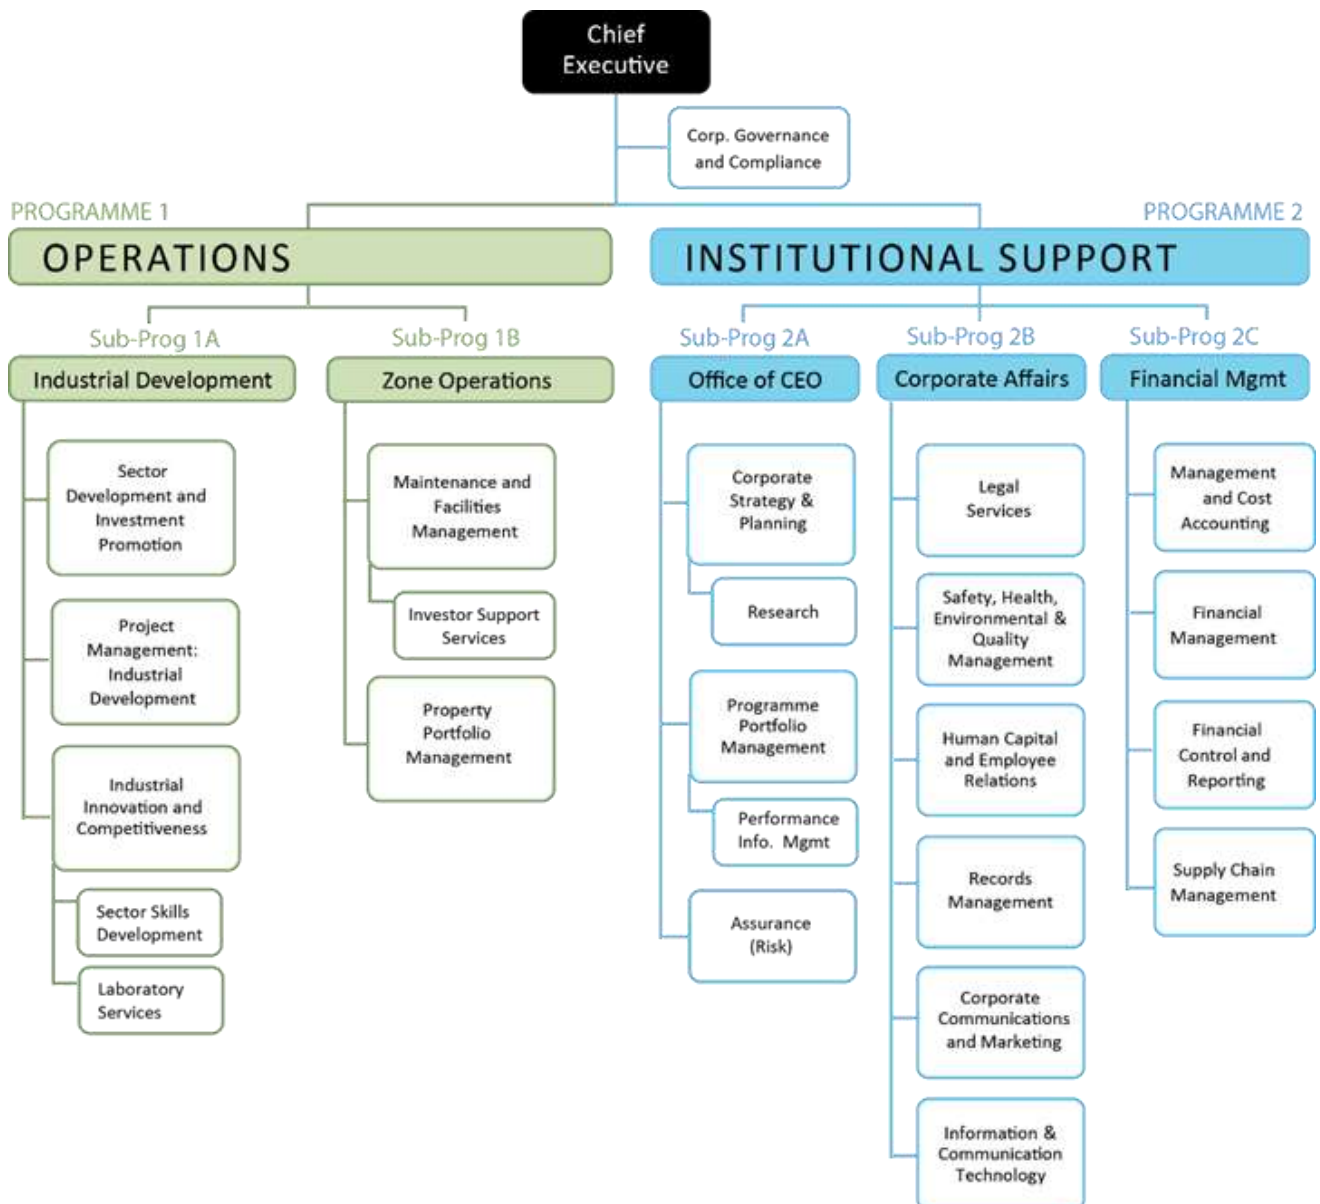 Chief
Executive
Corp. Governance
and Compliance
PROGRAMME 1
OPERATIONS
PROGRAMME 2
INSTITUTIONAL SUPPORT
Sub-Prog 1A
Industrial Development
Sector
Development and
Investment
Promotion
Project
Management:
Industrial
Development
Industrial
Innovation and
Competitiveness
Sector Skills
Development
Laboratory
Services
Sub-Prog 1B
Zone Operations
Maintenance and
Facilities
Management
Investor Support
Services
Property
Portfolio
Management
Sub-Prog 2A
Office of CEO
Corporate
Strategy &
Planning
Research
Programme
Portfolio
Management
Performance
Info. Mgmt
Assurance
(Risk)
Sub-Prog 2B
Corporate Affairs
Legal
Services
Safety, Health,
Environmental &
Quality
Management
Human Capital
and Employee
Relations
Records
Management
Corporate
Communications
and Marketing
Information &
Communication
Technology
Sub-Prog 2C
Financial Mgmt
Management
and Cost
Accounting
Financial
Management
Financial
Control and
Reporting
Supply Chain
Management